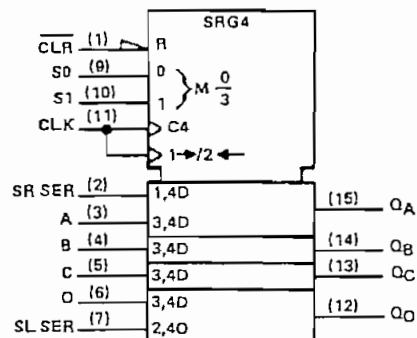 SRG4
CLR (1) R
S0 (9) 0
S1 (10) 1
M 0/3
CLK (11) C4
1→/2←
SR SER (2) 1,4D
A (3) 3,4D
B (4) 3,4D
C (5) 3,4D
O (6) 3,4D
SL SER (7) 2,4O
(15) QA
(14) QB
(13) QC
(12) QO